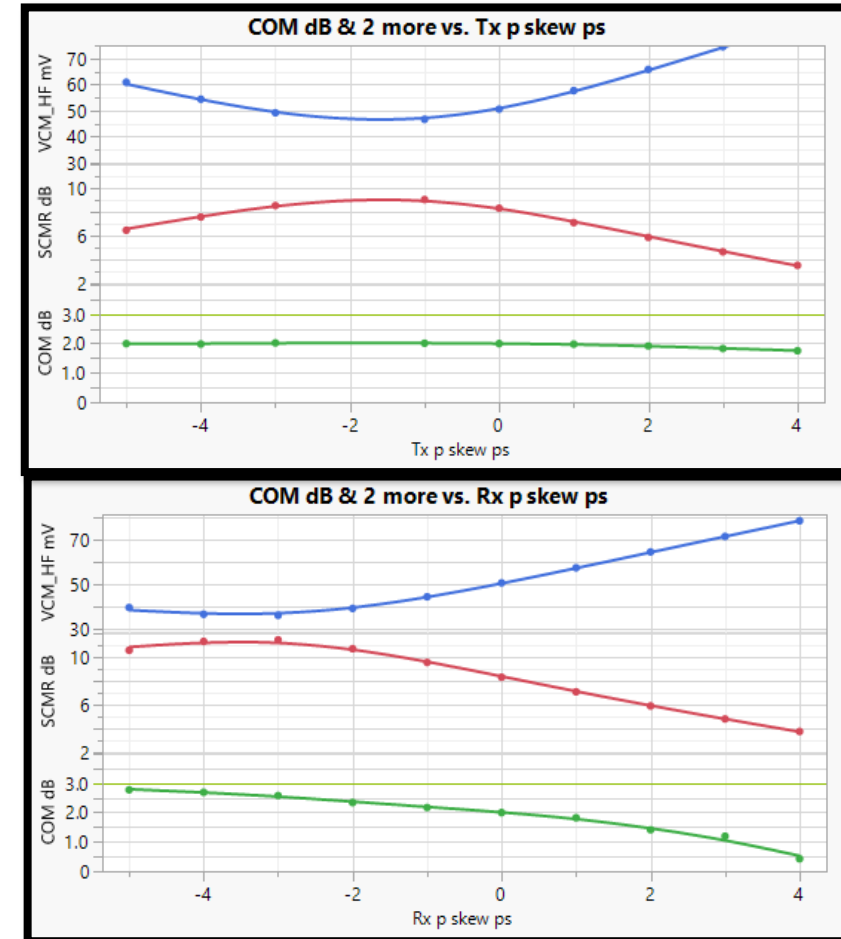 COM dB & 2 more vs. Tx p skew ps
VCM_HF mV
70
60
50
40
30
SCMR dB
10
6
2
COM dB
3.0
2.0
1.0
0
-4 -2 0 2 4
Tx p skew ps
COM dB & 2 more vs. Rx p skew ps
VCM_HF mV
70
50
30
SCMR dB
10
6
2
COM dB
3.0
2.0
1.0
0
-4 -2 0 2 4
Rx p skew ps